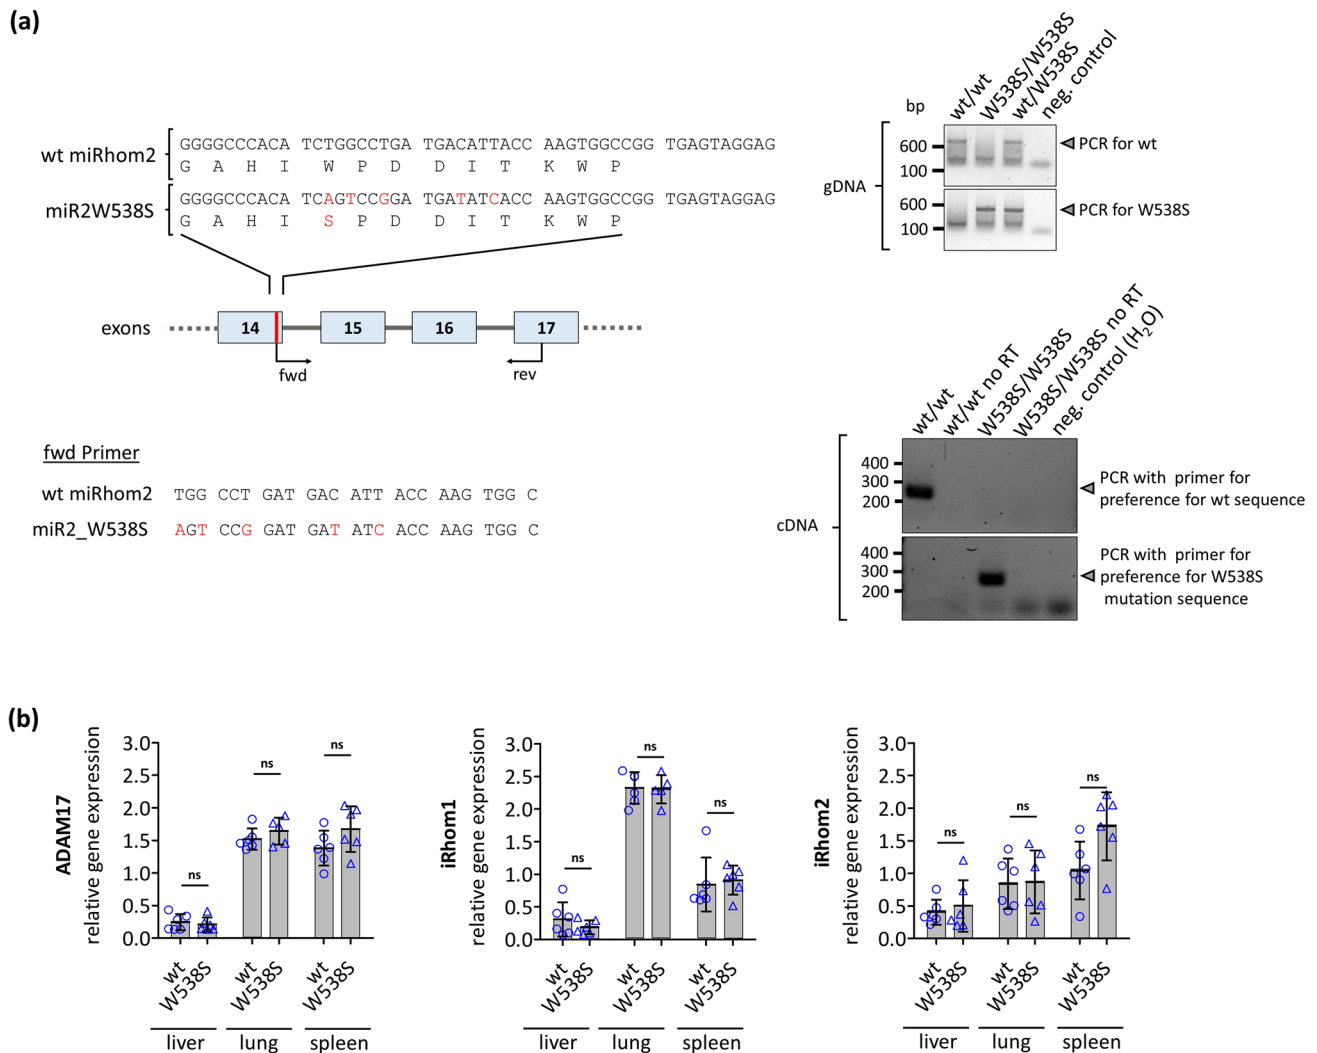 (a)
wt miRhom2
GGGGCCCACA TCTGGCCTGA TGACATTACC AAGTGGCCGG TGAGTAGGAG
G A H I W P D D I T K W P
miR2W538S
GGGGCCCACA TCAGTCCGGA TGATATCACC AAGTGGCCGG TGAGTAGGAG
G A H I S P D D I T K W P
exons
14
15
16
17
fwd
rev
fwd Primer
wt miRhom2
TGG CCT GAT GAC ATT ACC AAG TGG C
miR2_W538S
AGT CCG GAT GAT ATC ACC AAG TGG C
bp
wt/wt
W538S/W538S
wt/W538S
neg. control
gDNA
600
100
PCR for wt
600
100
PCR for W538S
wt/wt
wt/wt no RT
W538S/W538S
W538S/W538S no RT
neg. control (H2O)
cDNA
400
300
200
PCR with primer for
preference for wt sequence
400
300
200
PCR with primer for
preference for W538S
mutation sequence
(b)
ADAM17
relative gene expression
3.0
2.5
2.0
1.5
1.0
0.5
0.0
ns
ns
ns
wt
W538S
wt
W538S
wt
W538S
liver
lung
spleen
iRhom1
relative gene expression
3.0
2.5
2.0
1.5
1.0
0.5
0.0
ns
ns
ns
wt
W538S
wt
W538S
wt
W538S
liver
lung
spleen
iRhom2
relative gene expression
3.0
2.5
2.0
1.5
1.0
0.5
0.0
ns
ns
ns
wt
W538S
wt
W538S
wt
W538S
liver
lung
spleen